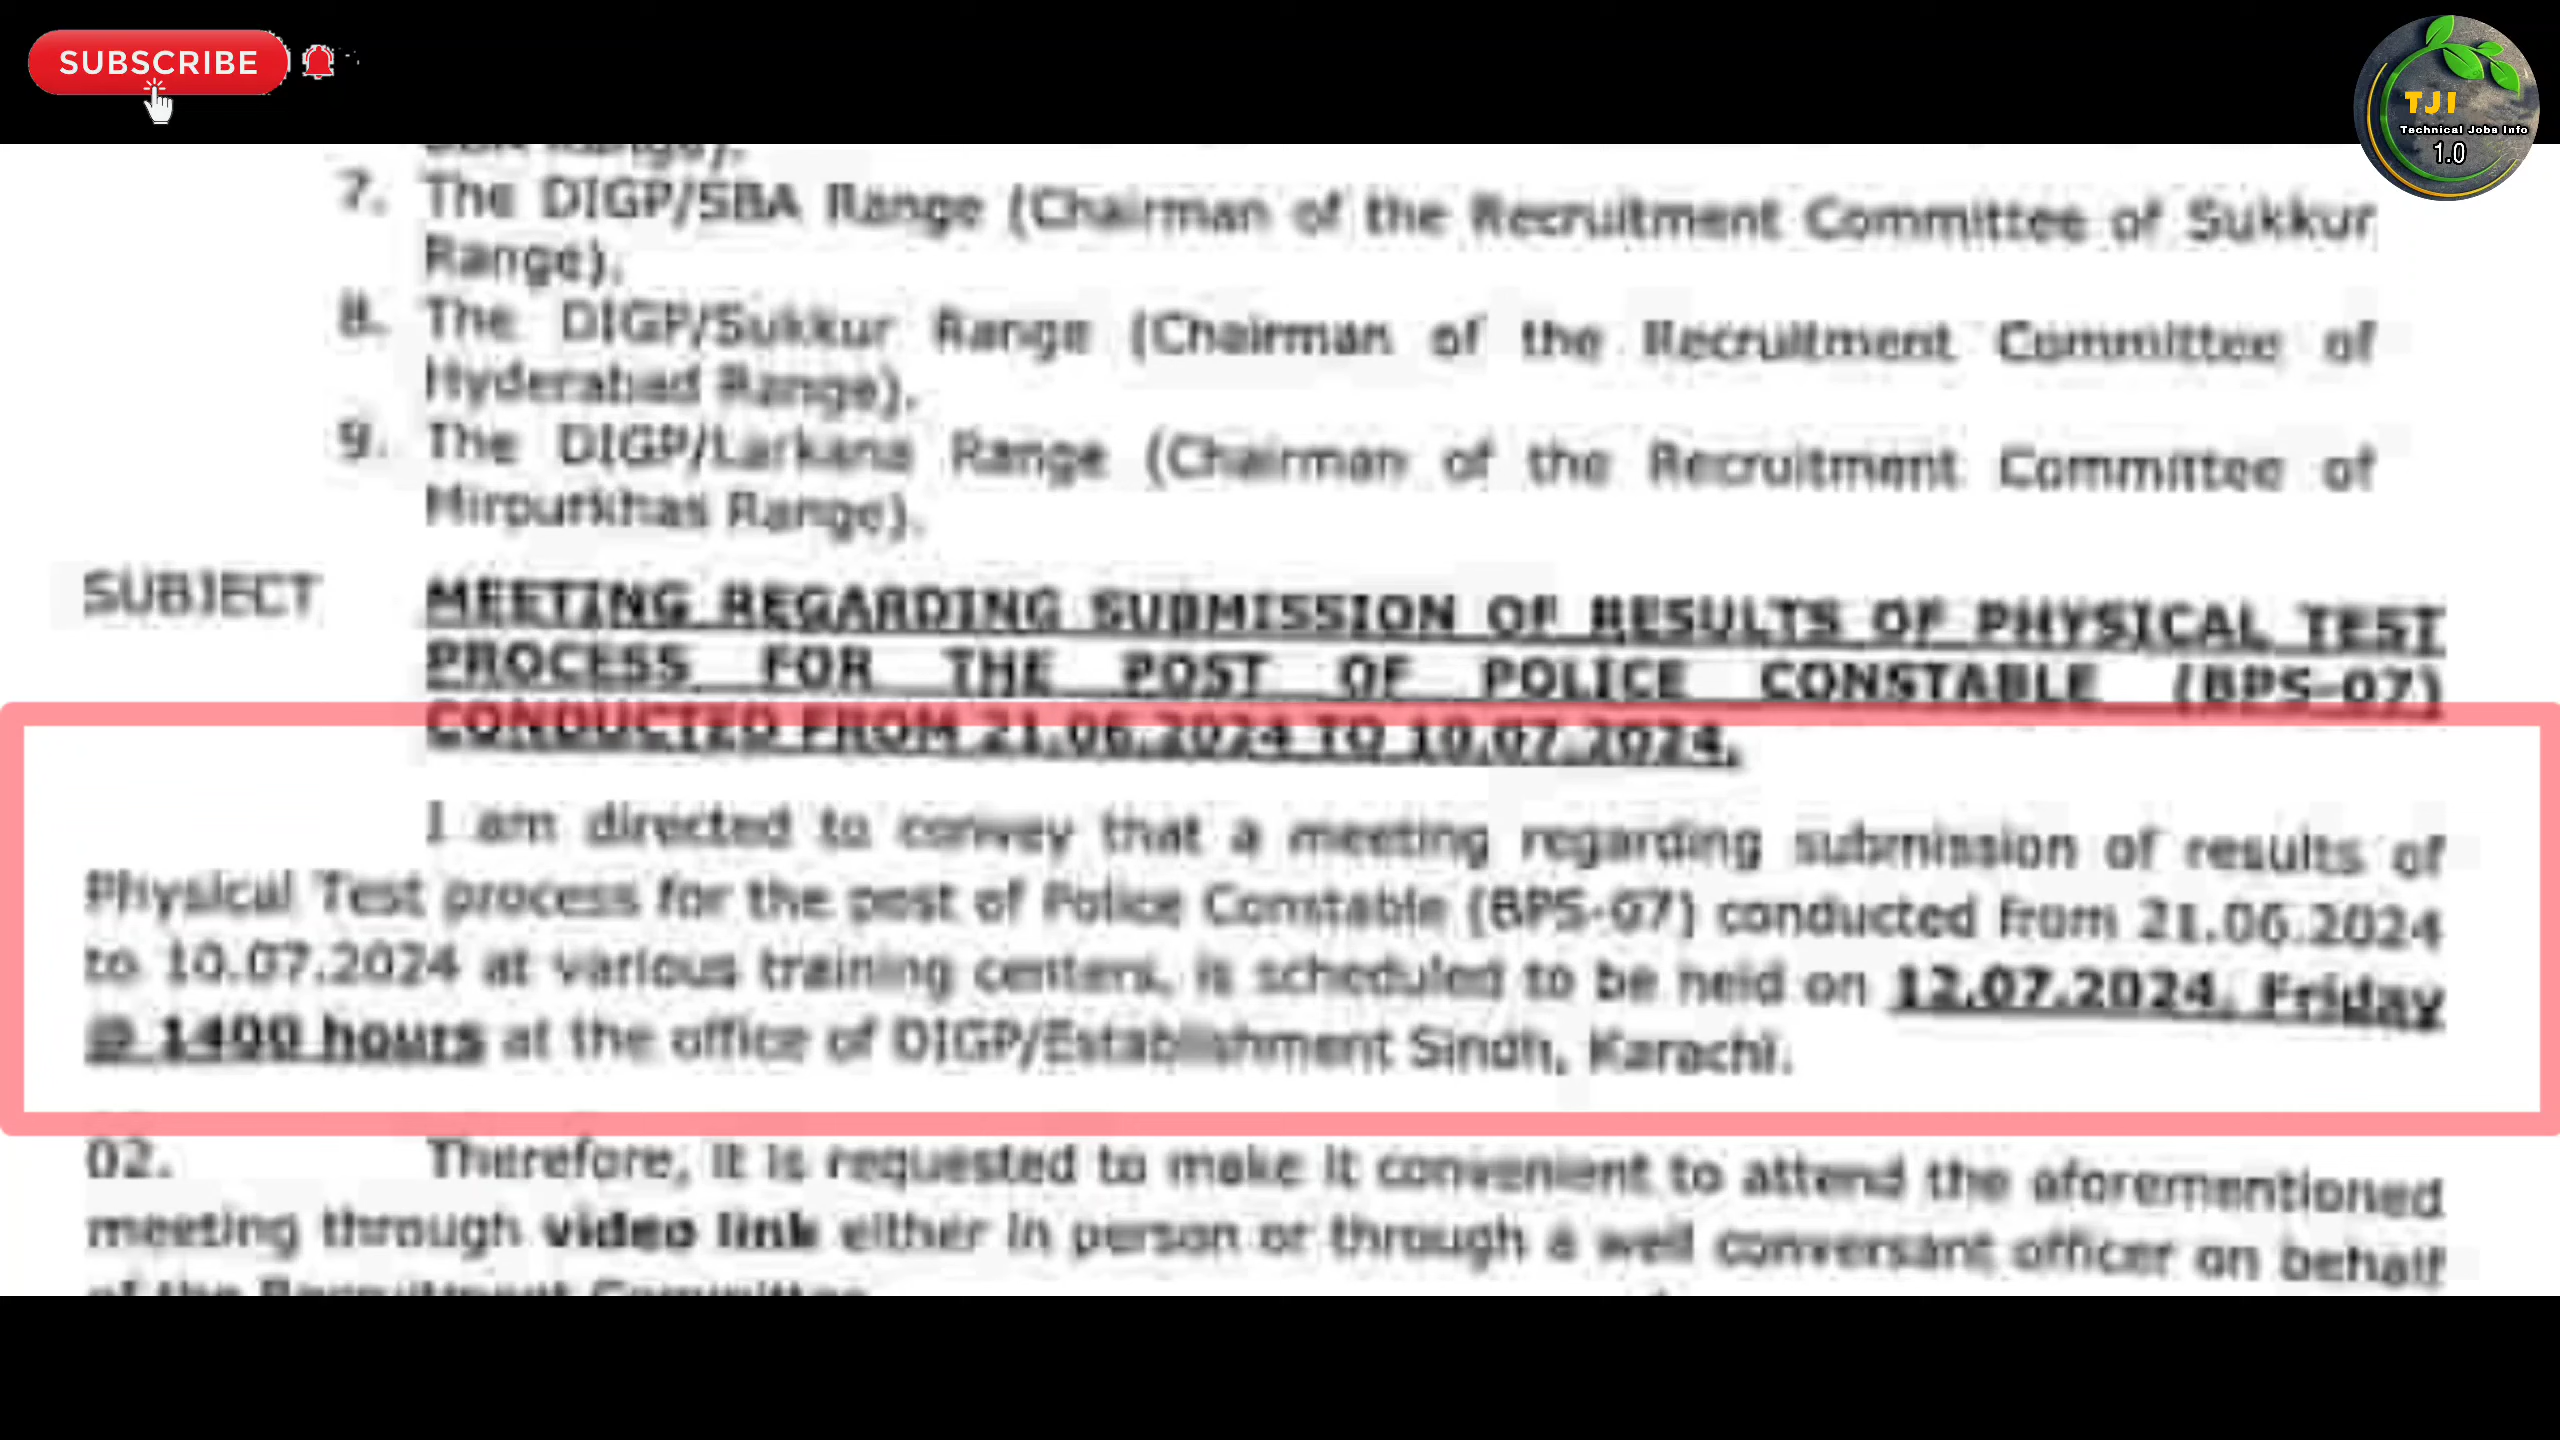 SUBSCRIBE
TJI
Technical Jobs Info
1.0
Range).
7. The DIGP/SBA Range (Chairman of the Recruitment Committee of Sukkur
Range).
8. The DIGP/Sukkur Range (Chairman of the Recruitment Committee of
Hyderabad Range).
9. The DIGP/Larkana Range (Chairman of the Recruitment Committee of
Mirpurkhas Range).
SUBJECT MEETING REGARDING SUBMISSION OF RESULTS OF PHYSICAL TEST
PROCESS FOR THE POST OF POLICE CONSTABLE (BPS-07)
CONDUCTED FROM 21.06.2024 TO 10.07.2024.
I am directed to convey that a meeting regarding submission of results of
Physical Test process for the post of Police Constable (BPS-07) conducted from 21.06.2024
to 10.07.2024 at various training centers, is scheduled to be held on 12.07.2024, Friday
@ 1400 hours at the office of DIGP/Establishment Sindh, Karachi.
02. Therefore, it is requested to make it convenient to attend the aforementioned
meeting through video link either in person or through a well conversant officer on behalf
of the Recruitment Committee